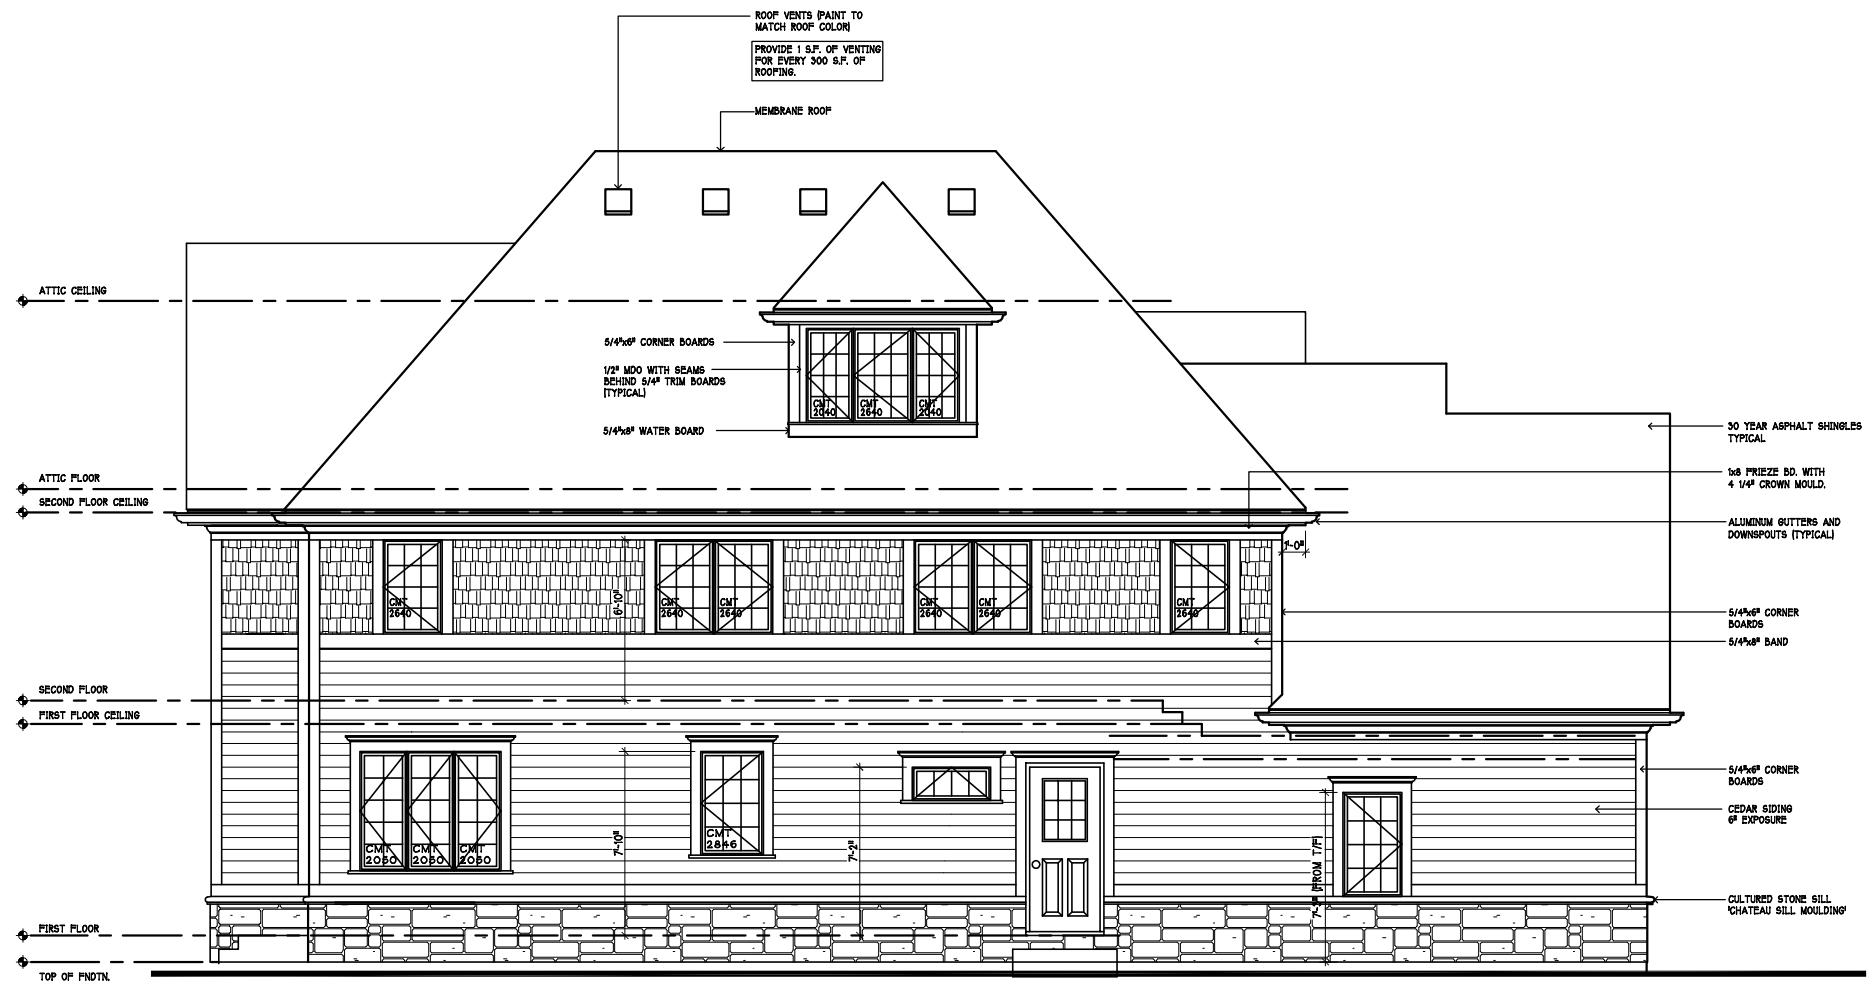 ROOF VENTS (PAINT TO
MATCH ROOF COLOR)
PROVIDE 1 S.F. OF VENTING
FOR EVERY 300 S.F. OF
ROOFING.
MEMBRANE ROOF
ATTIC CEILING
5/4"x6" CORNER BOARDS
1/2" MDO WITH SEAMS
BEHIND 5/4" TRIM BOARDS
(TYPICAL)
5/4"x8" WATER BOARD
CMT
2040
CMT
2640
CMT
2040
30 YEAR ASPHALT SHINGLES
TYPICAL
1x8 FRIEZE BD. WITH
4 1/4" CROWN MOULD.
ATTIC FLOOR
SECOND FLOOR CEILING
ALUMINUM GUTTERS AND
DOWNSPOUTS (TYPICAL)
1'-0"
6'-10"
CMT
2640
CMT
2640
CMT
2640
CMT
2640
CMT
2640
CMT
2640
5/4"x6" CORNER
BOARDS
5/4"x8" BAND
SECOND FLOOR
FIRST FLOOR CEILING
5/4"x6" CORNER
BOARDS
CEDAR SIDING
6" EXPOSURE
CMT
2050
CMT
2050
CMT
2050
CMT
2846
7'-10"
7'-2"
(FROM T/F)
CULTURED STONE SILL
'CHATEAU SILL MOULDING'
FIRST FLOOR
TOP OF FNDTN.